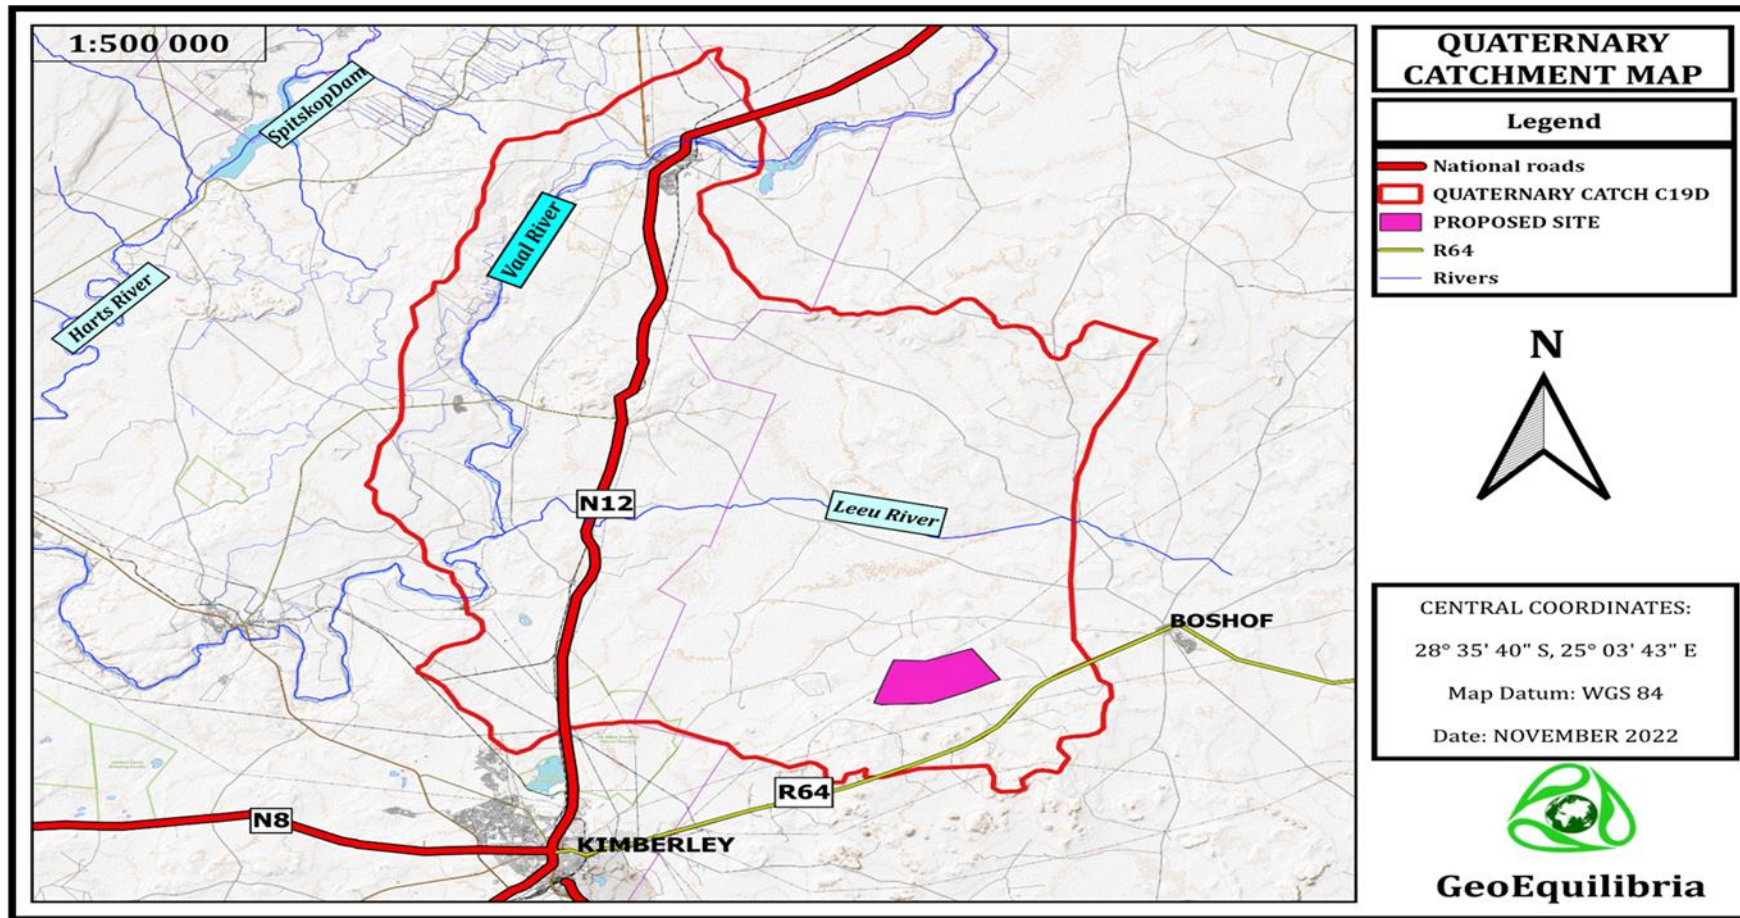 1:500 000
SpitskopDam
Vaal River
Harts River
N12
Leeu River
BOSHOF
R64
N8
KIMBERLEY
QUATERNARY
CATCHMENT MAP
Legend
National roads
QUATERNARY CATCH C19D
PROPOSED SITE
R64
Rivers
N
CENTRAL COORDINATES:
28° 35' 40" S, 25° 03' 43" E
Map Datum: WGS 84
Date: NOVEMBER 2022
GeoEquilibria